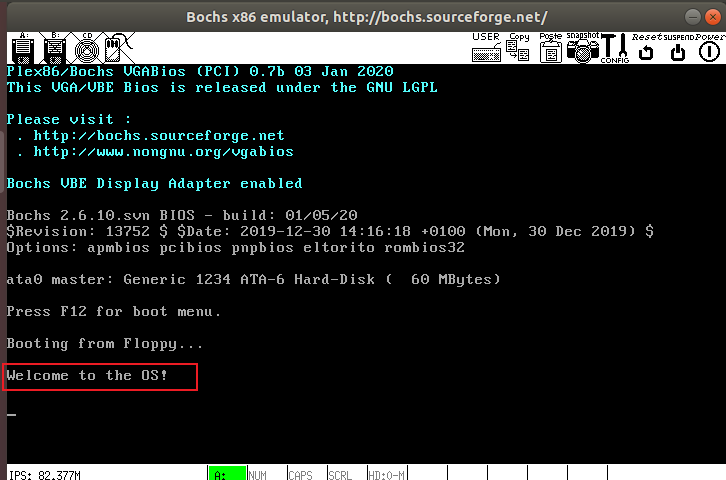 Bochs x86 emulator, http://bochs.sourceforge.net/
A: B: CD USER Copy Paste snapshot CONFIG Reset SUSPEND Power
Plex86/Bochs VGABios (PCI) 0.7b 03 Jan 2020
This VGA/VBE Bios is released under the GNU LGPL
Please visit :
. http://bochs.sourceforge.net
. http://www.nongnu.org/vgabios
Bochs VBE Display Adapter enabled
Bochs 2.6.10.svn BIOS - build: 01/05/20
$Revision: 13752 $ $Date: 2019-12-30 14:16:18 +0100 (Mon, 30 Dec 2019) $
Options: apmbios pcibios pnpbios eltorito rombios32
ata0 master: Generic 1234 ATA-6 Hard-Disk (  60 MBytes)
Press F12 for boot menu.
Booting from Floppy...
Welcome to the OS!
_
IPS: 82.377M A: NUM CAPS SCRL HD:0-M